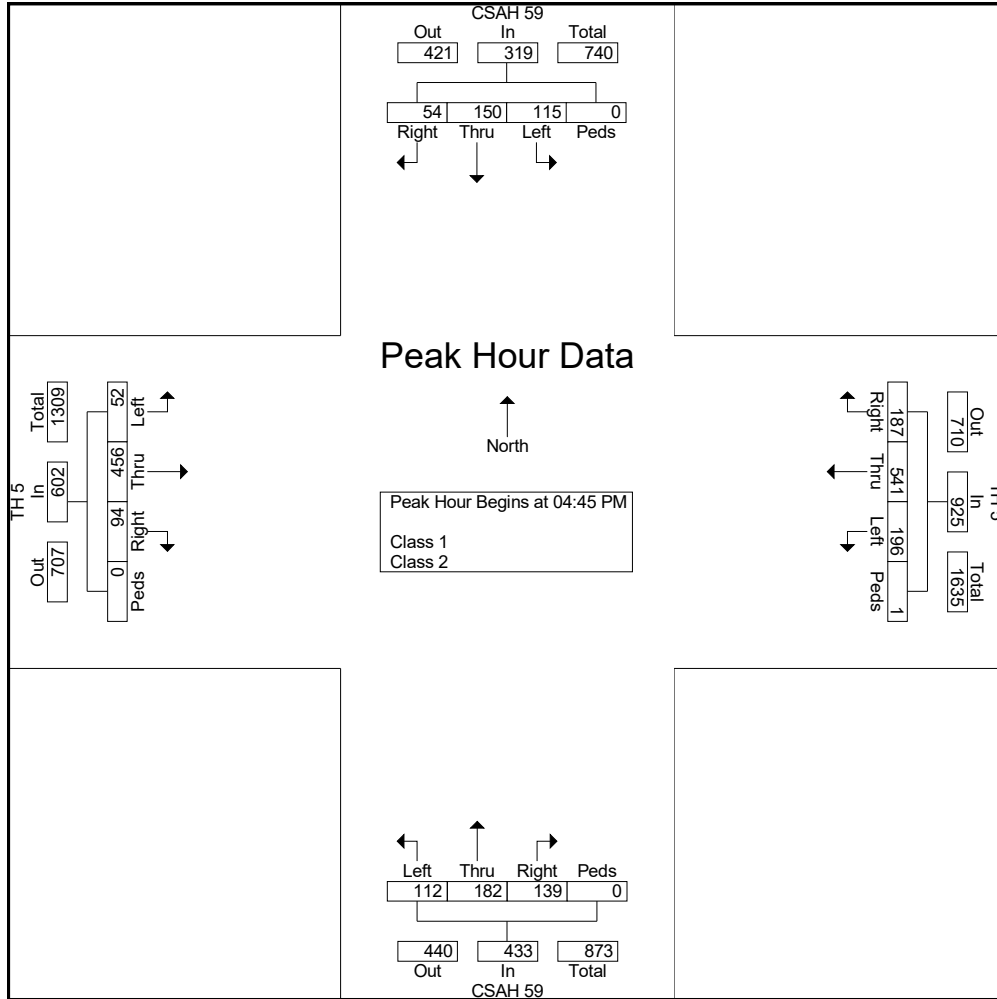 CSAH 59
Out In Total
421 319 740
54 150 115 0
Right Thru Left Peds
Peak Hour Data
North
Peak Hour Begins at 04:45 PM
Class 1
Class 2
TH 5
Total In Out
1309 602 707
52 456 94 0
Left Thru Right Peds
Out In Total
710 925 1635
187 541 196 1
Right Thru Left Peds
Left Thru Right Peds
112 182 139 0
440 433 873
Out In Total
CSAH 59